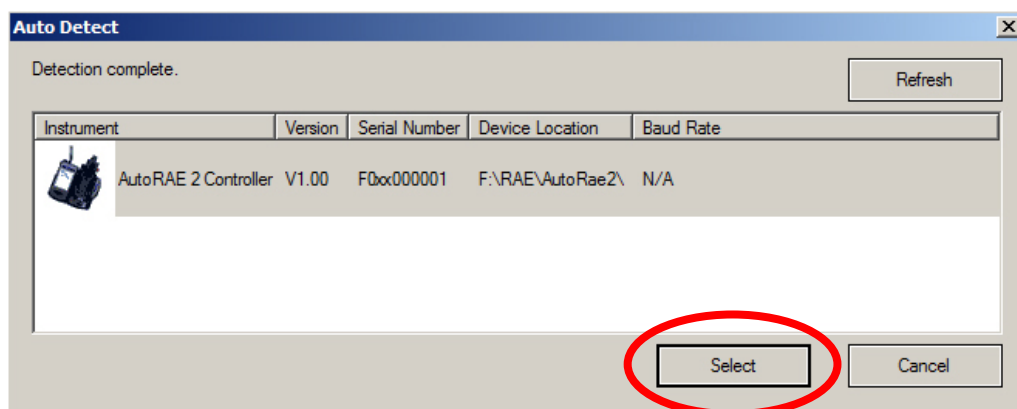 Auto Detect
Detection complete.
Refresh
Instrument Version Serial Number Device Location Baud Rate
AutoRAE 2 Controller V1.00 F0xx000001 F:\RAE\AutoRae2\ N/A
Select Cancel